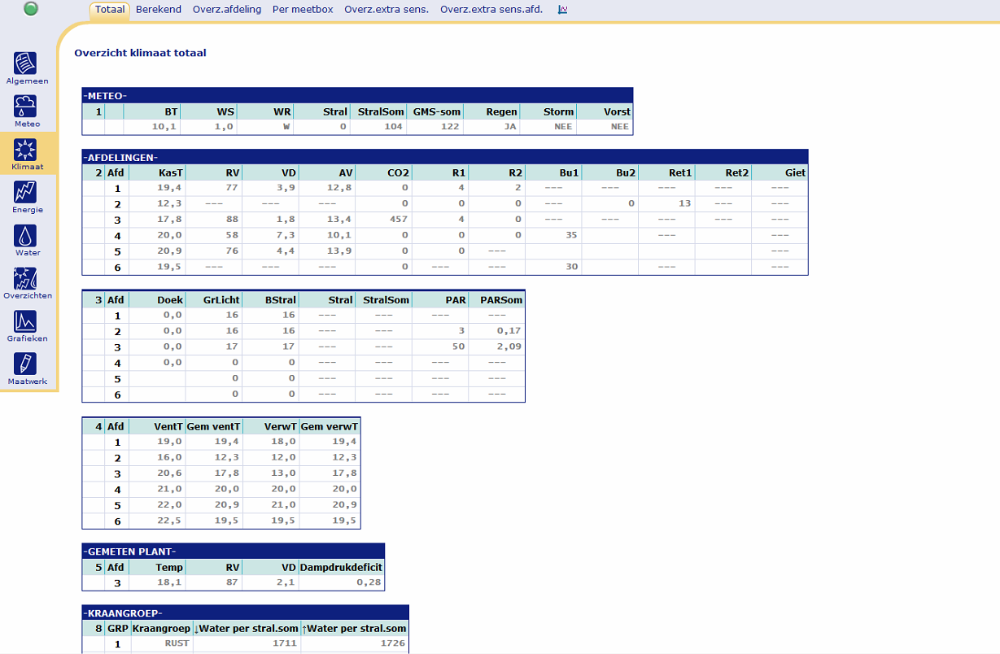 Totaal Berekend Overz.afdeling Per meetbox Overz.extra sens. Overz.extra sens.afd.
Algemeen
Meteo
Klimaat
Energie
Water
Overzichten
Grafieken
Maatwerk
Overzicht klimaat totaal
-METEO-
1 BT WS WR Stral StralSom GMS-som Regen Storm Vorst
10,1 1,0 W 0 104 122 JA NEE NEE
-AFDELINGEN-
2 Afd KasT RV VD AV CO2 R1 R2 Bu1 Bu2 Ret1 Ret2 Giet
1 19,4 77 3,9 12,8 0 4 2 --- --- --- --- ---
2 12,3 --- --- --- 0 0 0 --- 0 13 --- ---
3 17,8 88 1,8 13,4 457 4 0 --- --- --- --- ---
4 20,0 58 7,3 10,1 0 0 0 35 --- ---
5 20,9 76 4,4 13,9 0 0 --- ---
6 19,5 --- --- --- 0 --- --- 30 --- ---
3 Afd Doek GrLicht BStral Stral StralSom PAR PARSom
1 0,0 16 16 --- --- --- ---
2 0,0 16 16 --- --- 3 0,17
3 0,0 17 17 --- --- 50 2,09
4 0,0 0 0 --- --- --- ---
5 0 0 --- --- --- ---
6 0 0 --- --- --- ---
4 Afd VentT Gem ventT VerwT Gem verwT
1 19,0 19,4 18,0 19,4
2 16,0 12,3 12,0 12,3
3 20,6 17,8 13,0 17,8
4 21,0 20,0 20,0 20,0
5 22,0 20,9 21,0 20,9
6 22,5 19,5 19,5 19,5
-GEMETEN PLANT-
5 Afd Temp RV VD Dampdrukdeficit
3 18,1 87 2,1 0,28
-KRAANGROEP-
8 GRP Kraangroep ↓Water per stral.som ↑Water per stral.som
1 RUST 1711 1726